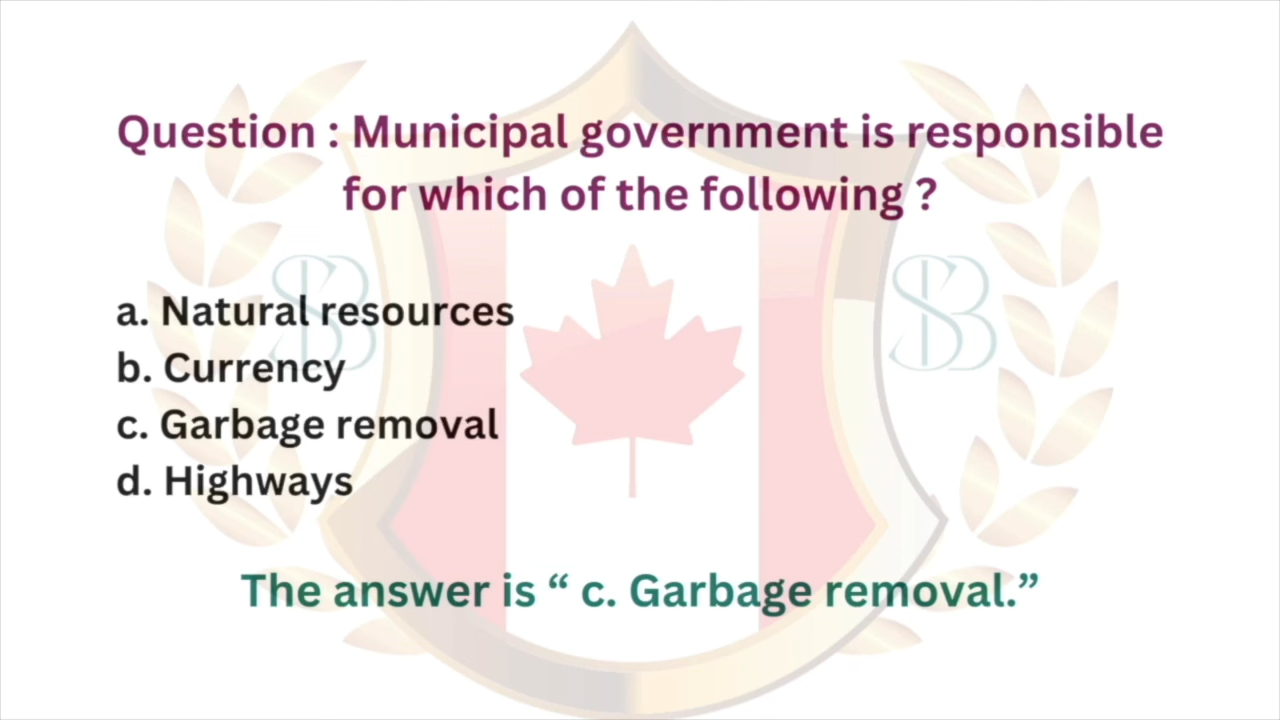 Question : Municipal government is responsible
for which of the following ?
a. Natural resources
b. Currency
c. Garbage removal
d. Highways
The answer is “ c. Garbage removal.”